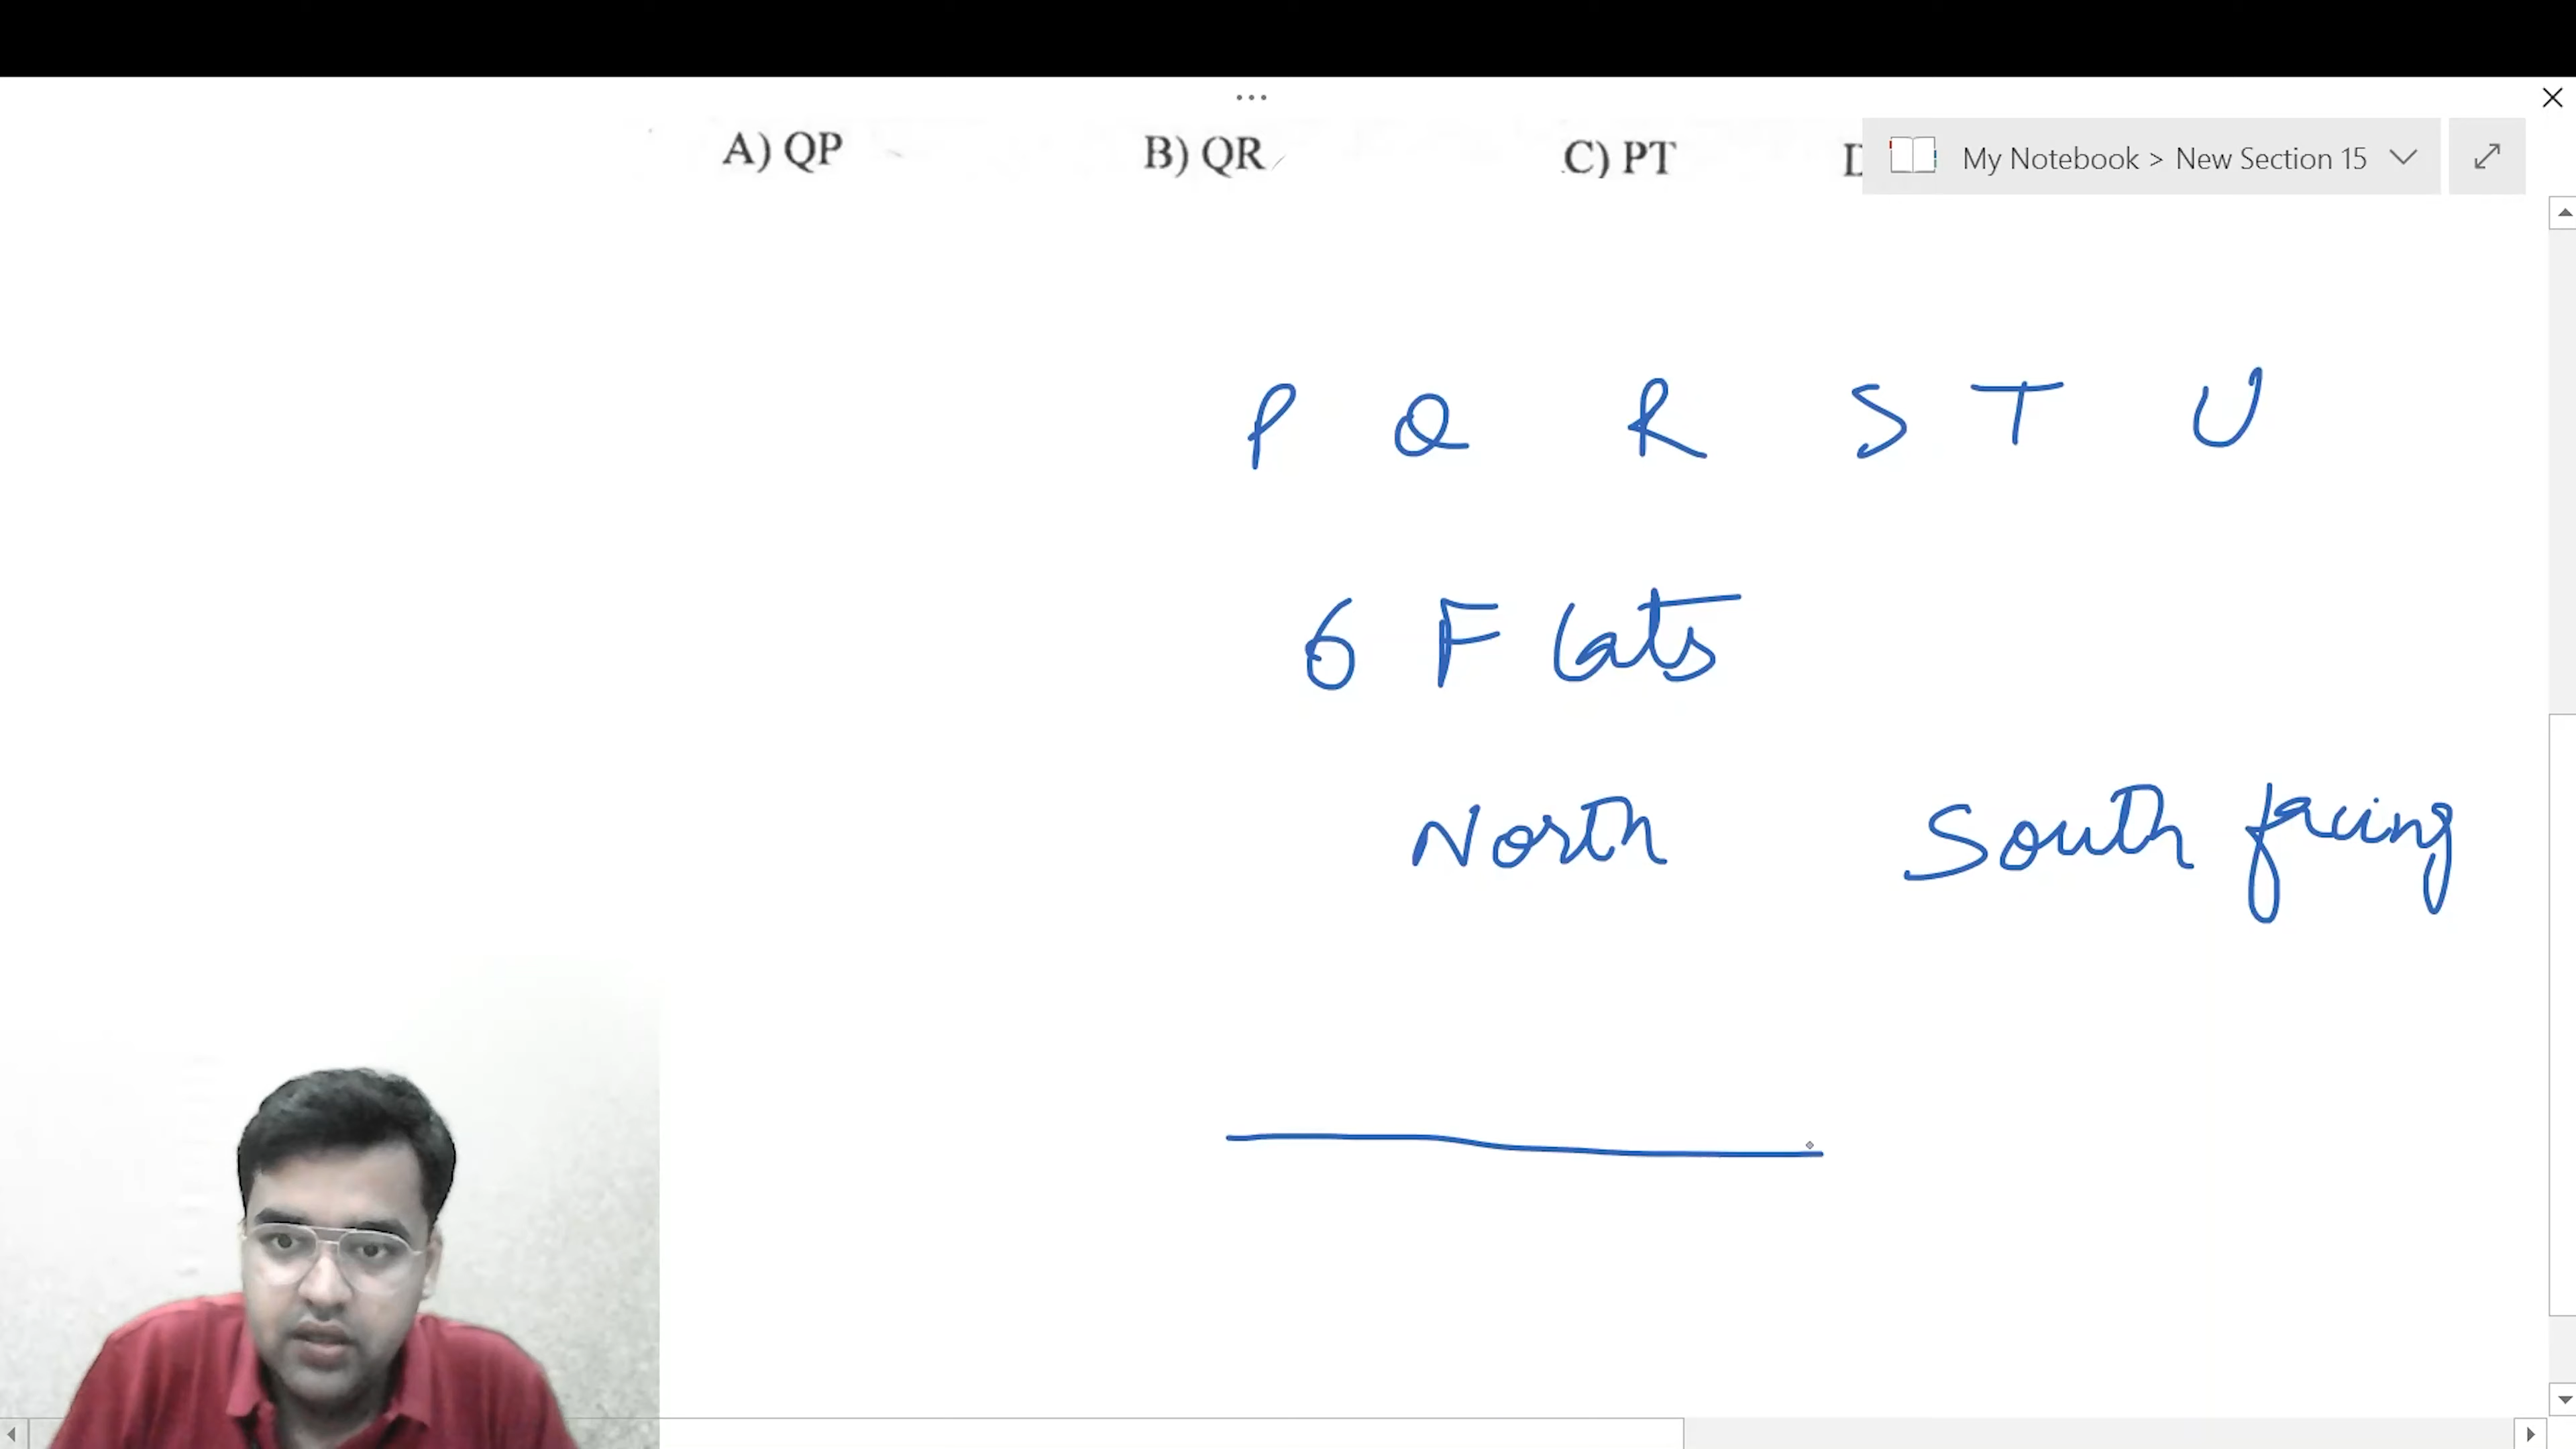 A) QP B) QR C) PT D
My Notebook > New Section 15
P Q R S T U
6 Flats
North South facing